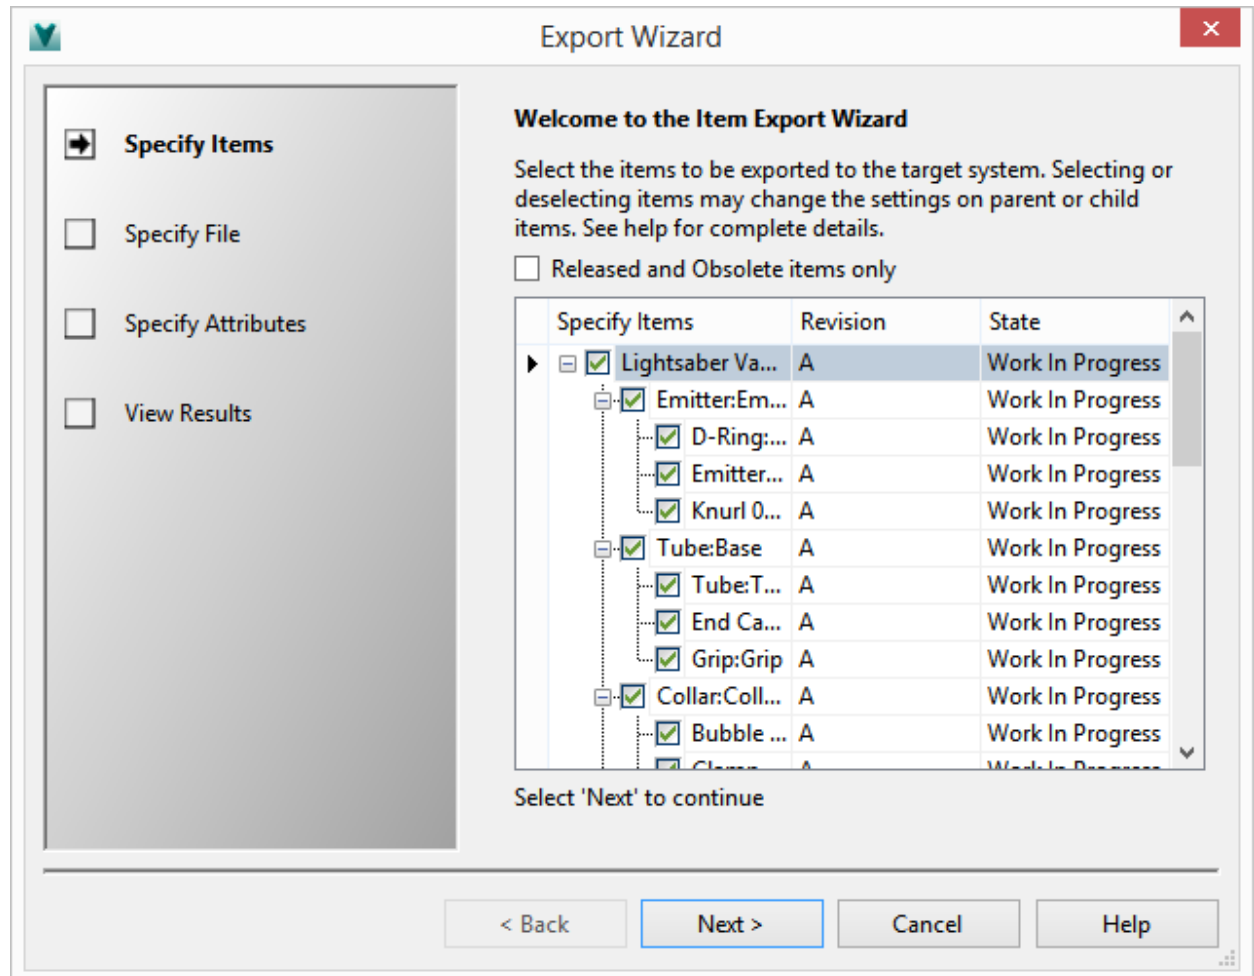 Export Wizard
Specify Items
Specify File
Specify Attributes
View Results
Welcome to the Item Export Wizard
Select the items to be exported to the target system. Selecting or
deselecting items may change the settings on parent or child
items. See help for complete details.
Released and Obsolete items only
Specify Items Revision State
Lightsaber Va... A Work In Progress
Emitter:Em... A Work In Progress
D-Ring:... A Work In Progress
Emitter... A Work In Progress
Knurl 0... A Work In Progress
Tube:Base A Work In Progress
Tube:T... A Work In Progress
End Ca... A Work In Progress
Grip:Grip A Work In Progress
Collar:Coll... A Work In Progress
Bubble ... A Work In Progress
A Work In Progress
Select 'Next' to continue
< Back Next > Cancel Help